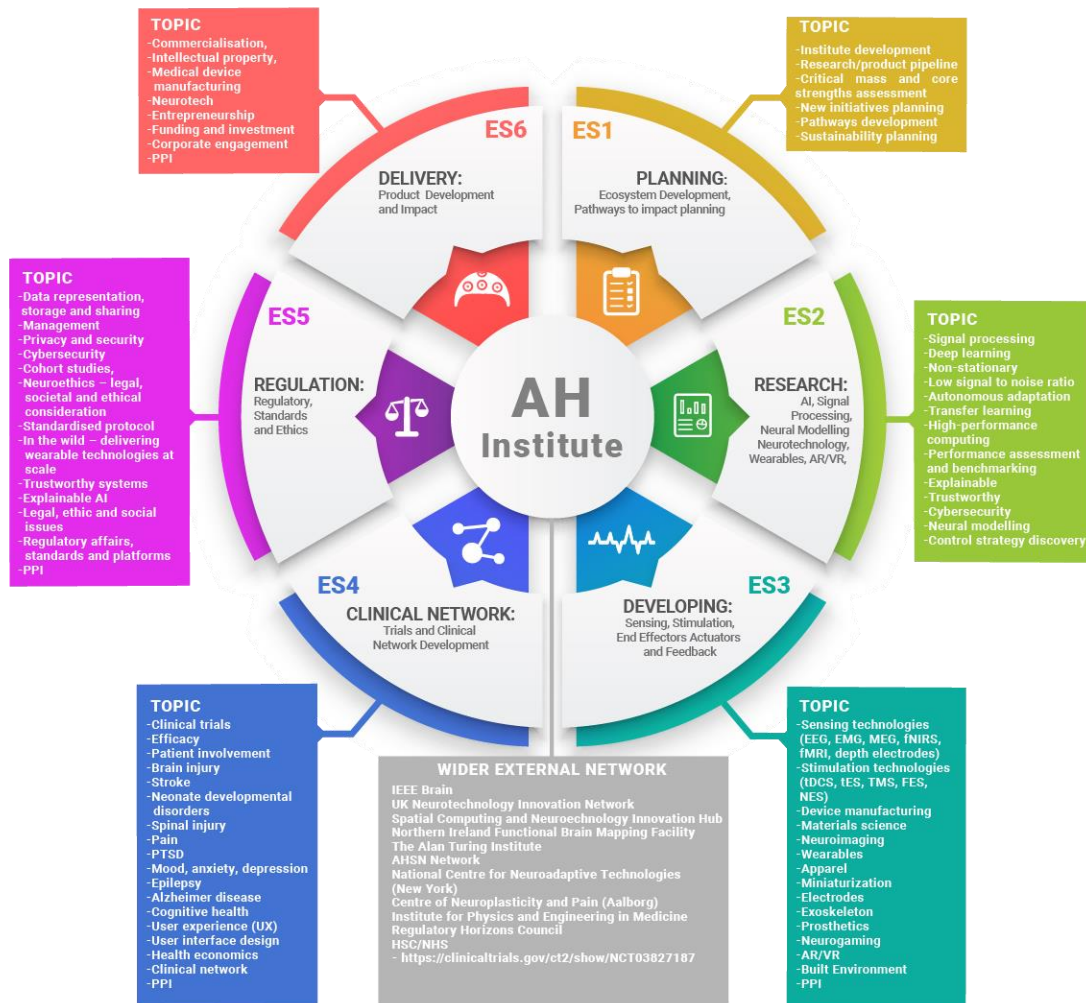 TOPIC
-Commercialisation,
-Intellectual property,
-Medical device
manufacturing
-Neurotech
-Entrepreneurship
-Funding and investment
-Corporate engagement
-PPI
TOPIC
-Institute development
-Research/product pipeline
-Critical mass and core
strengths assessment
-New initiatives planning
-Pathways development
-Sustainability planning
ES6
DELIVERY:
Product Development
and Impact
ES1
PLANNING:
Ecosystem Development,
Pathways to impact planning
TOPIC
-Data representation,
storage and sharing
-Management
-Privacy and security
-Cybersecurity
-Cohort studies,
-Neuroethics – legal,
societal and ethical
consideration
-Standardised protocol
-In the wild – delivering
wearable technologies at
scale
-Trustworthy systems
-Explainable AI
-Legal, ethic and social
issues
-Regulatory affairs,
standards and platforms
-PPI
ES5
REGULATION:
Regulatory,
Standards
and Ethics
AH
Institute
ES2
RESEARCH:
AI, Signal
Processing,
Neural Modelling
Neurotechnology,
Wearables, AR/VR,
TOPIC
-Signal processing
-Deep learning
-Non-stationary
-Low signal to noise ratio
-Autonomous adaptation
-Transfer learning
-High-performance
computing
-Performance assessment
and benchmarking
-Explainable
-Trustworthy
-Cybersecurity
-Neural modelling
-Control strategy discovery
ES4
CLINICAL NETWORK:
Trials and Clinical
Network Development
ES3
DEVELOPING:
Sensing, Stimulation,
End Effectors Actuators
and Feedback
TOPIC
-Clinical trials
-Efficacy
-Patient involvement
-Brain injury
-Stroke
-Neonate developmental
disorders
-Spinal injury
-Pain
-PTSD
-Mood, anxiety, depression
-Epilepsy
-Alzheimer disease
-Cognitive health
-User experience (UX)
-User interface design
-Health economics
-Clinical network
-PPI
WIDER EXTERNAL NETWORK
IEEE Brain
UK Neurotechnology Innovation Network
Spatial Computing and Neuroechnology Innovation Hub
Northern Ireland Functional Brain Mapping Facility
The Alan Turing Institute
AHSN Network
National Centre for Neuroadaptive Technologies
(New York)
Centre of Neuroplasticity and Pain (Aalborg)
Institute for Physics and Engineering in Medicine
Regulatory Horizons Council
HSC/NHS
- https://clinicaltrials.gov/ct2/show/NCT03827187
TOPIC
-Sensing technologies
(EEG, EMG, MEG, fNIRS,
fMRI, depth electrodes)
-Stimulation technologies
(tDCS, tES, TMS, FES,
NES)
-Device manufacturing
-Materials science
-Neuroimaging
-Wearables
-Apparel
-Miniaturization
-Electrodes
-Exoskeleton
-Prosthetics
-Neurogaming
-AR/VR
-Built Environment
-PPI